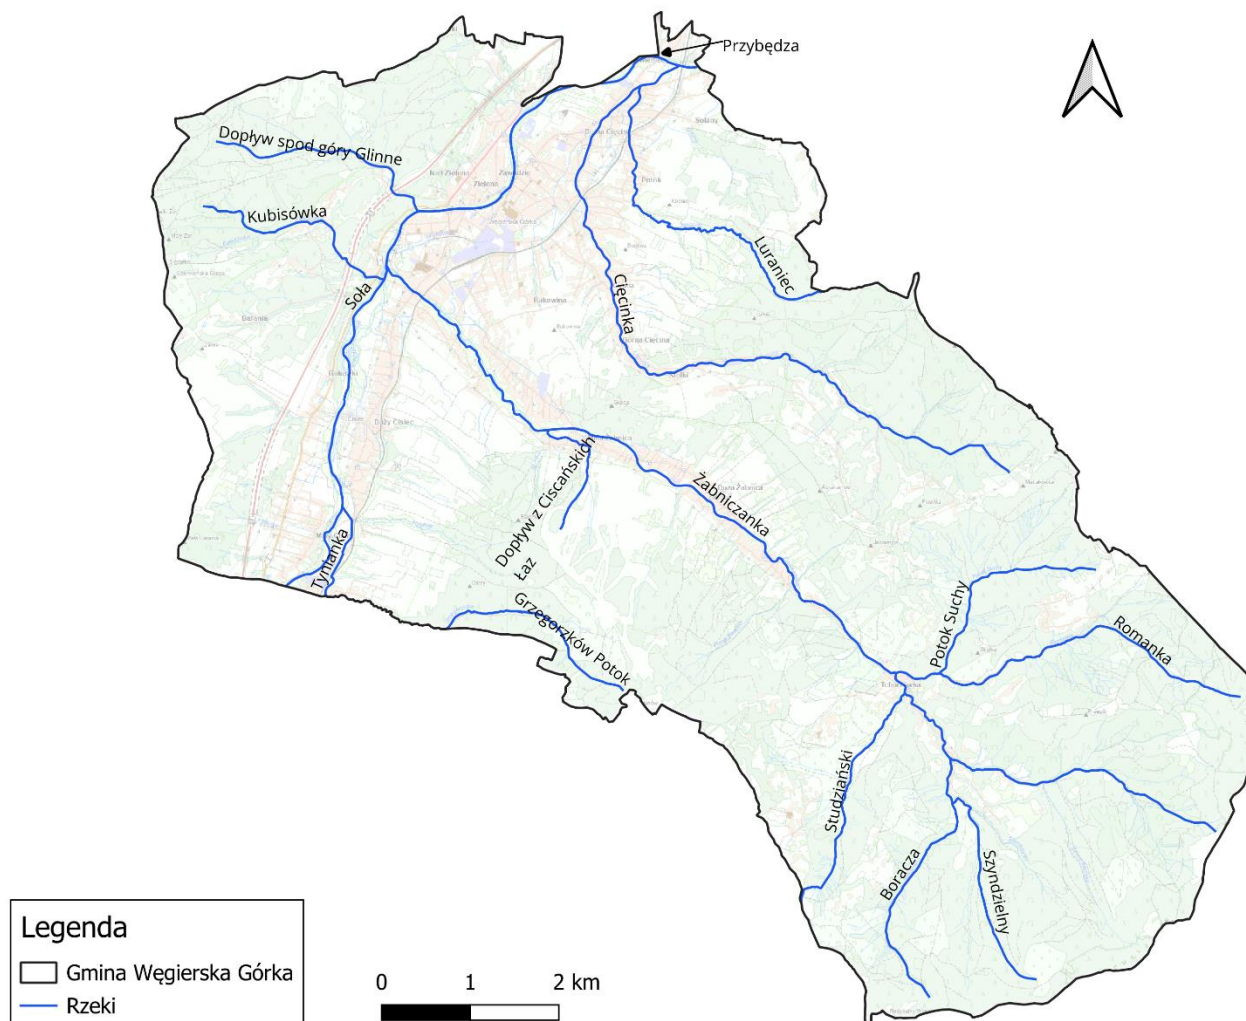 Przybędza
Dopływ spod góry Glinne
Kubisówka
Soła
Cięcinka
Luraniec
Dopływ z Ciscańskich
Łaz
Żabniczanka
Tynianka
Grzegorzków Potok
Potok Suchy
Romanka
Studziański
Boracza
Szyndzielny
Legenda
Gmina Węgierska Górka
Rzeki
0 1 2 km